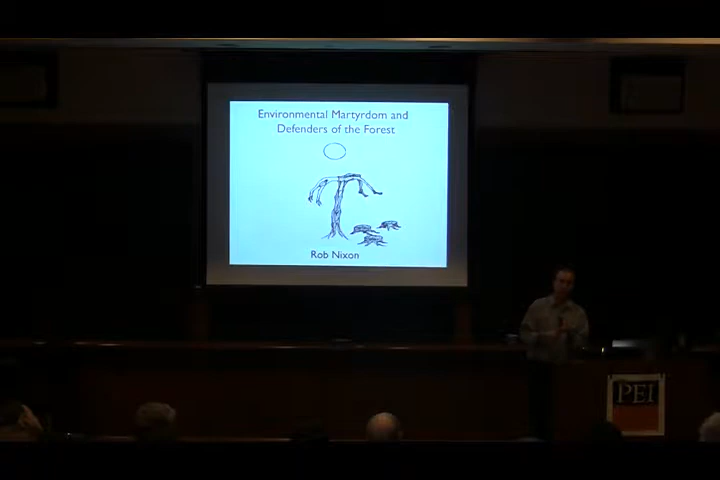 Environmental Martyrdom and
Defenders of the Forest
Rob Nixon
PEI